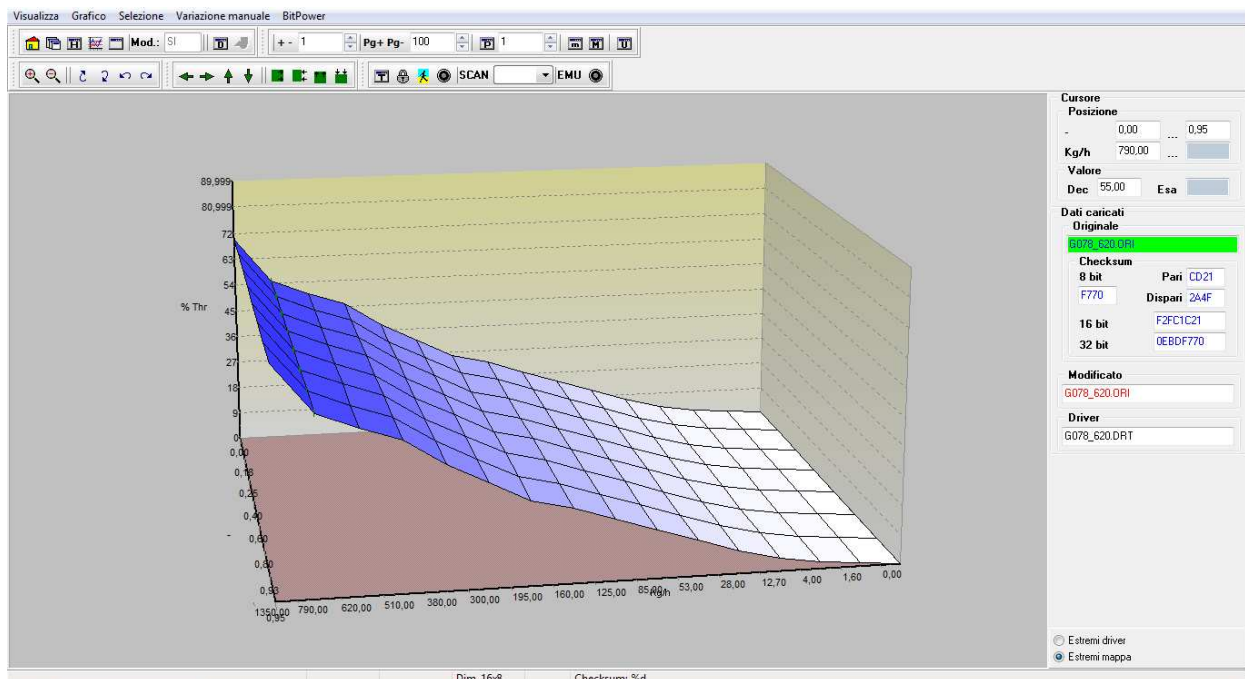 Visualizza Grafico Selezione Variazione manuale BitPower
H Mod.: SI D + - 1 Pg+ Pg- 100 P 1 m M U
T SCAN EMU
Cursore
Posizione
- 0,00 ... 0,95
Kg/h 790,00 ...
Valore
Dec 55,00 Esa
Dati caricati
Originale
G078_620.ORI
Checksum
8 bit Pari CD21
F770 Dispari 2A4F
16 bit F2FC1C21
32 bit 0EBDF770
Modificato
G078_620.ORI
Driver
G078_620.DRT
Estremi driver
Estremi mappa
89,999
80,999
72
63
54
% Thr
45
36
27
18
9
0
0,00
0,18
0,25
0,40
0,60
-
0,80
0,93
0,95
1350,00 790,00 620,00 510,00 380,00 300,00 195,00 160,00 125,00 85,00 53,00 28,00 12,70 4,00 1,60 0,00
Kg/h
Dim. 16x8 Checksum: %d